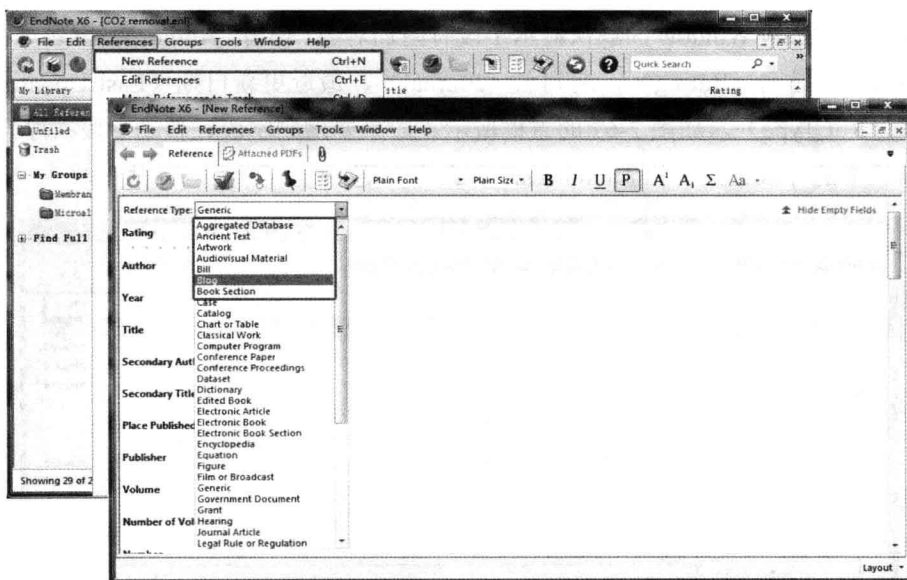 EndNote X6 - [CO2 removal.enl]
File Edit References Groups Tools Window Help
New Reference Ctrl+N
Edit References Ctrl+E
Quick Search
My Library
Rating
Unfiled
Trash
My Groups
Find Full
Showing 29 of 2
EndNote X6 - [New Reference]
File Edit References Groups Tools Window Help
Reference Attached PDFs
Plain Font Plain Size B I U P A¹ A₁ Σ Aa
Reference Type: Generic
Hide Empty Fields
Rating
Author
Year
Title
Secondary Aut
Secondary Title
Place Published
Publisher
Volume
Number of Vol
Aggregated Database
Ancient Text
Artwork
Audiovisual Material
Bill
Blog
Book Section
Case
Catalog
Chart or Table
Classical Work
Computer Program
Conference Paper
Conference Proceedings
Dataset
Dictionary
Edited Book
Electronic Article
Electronic Book
Electronic Book Section
Encyclopedia
Equation
Figure
Film or Broadcast
Generic
Government Document
Grant
Hearing
Journal Article
Legal Rule or Regulation
Layout